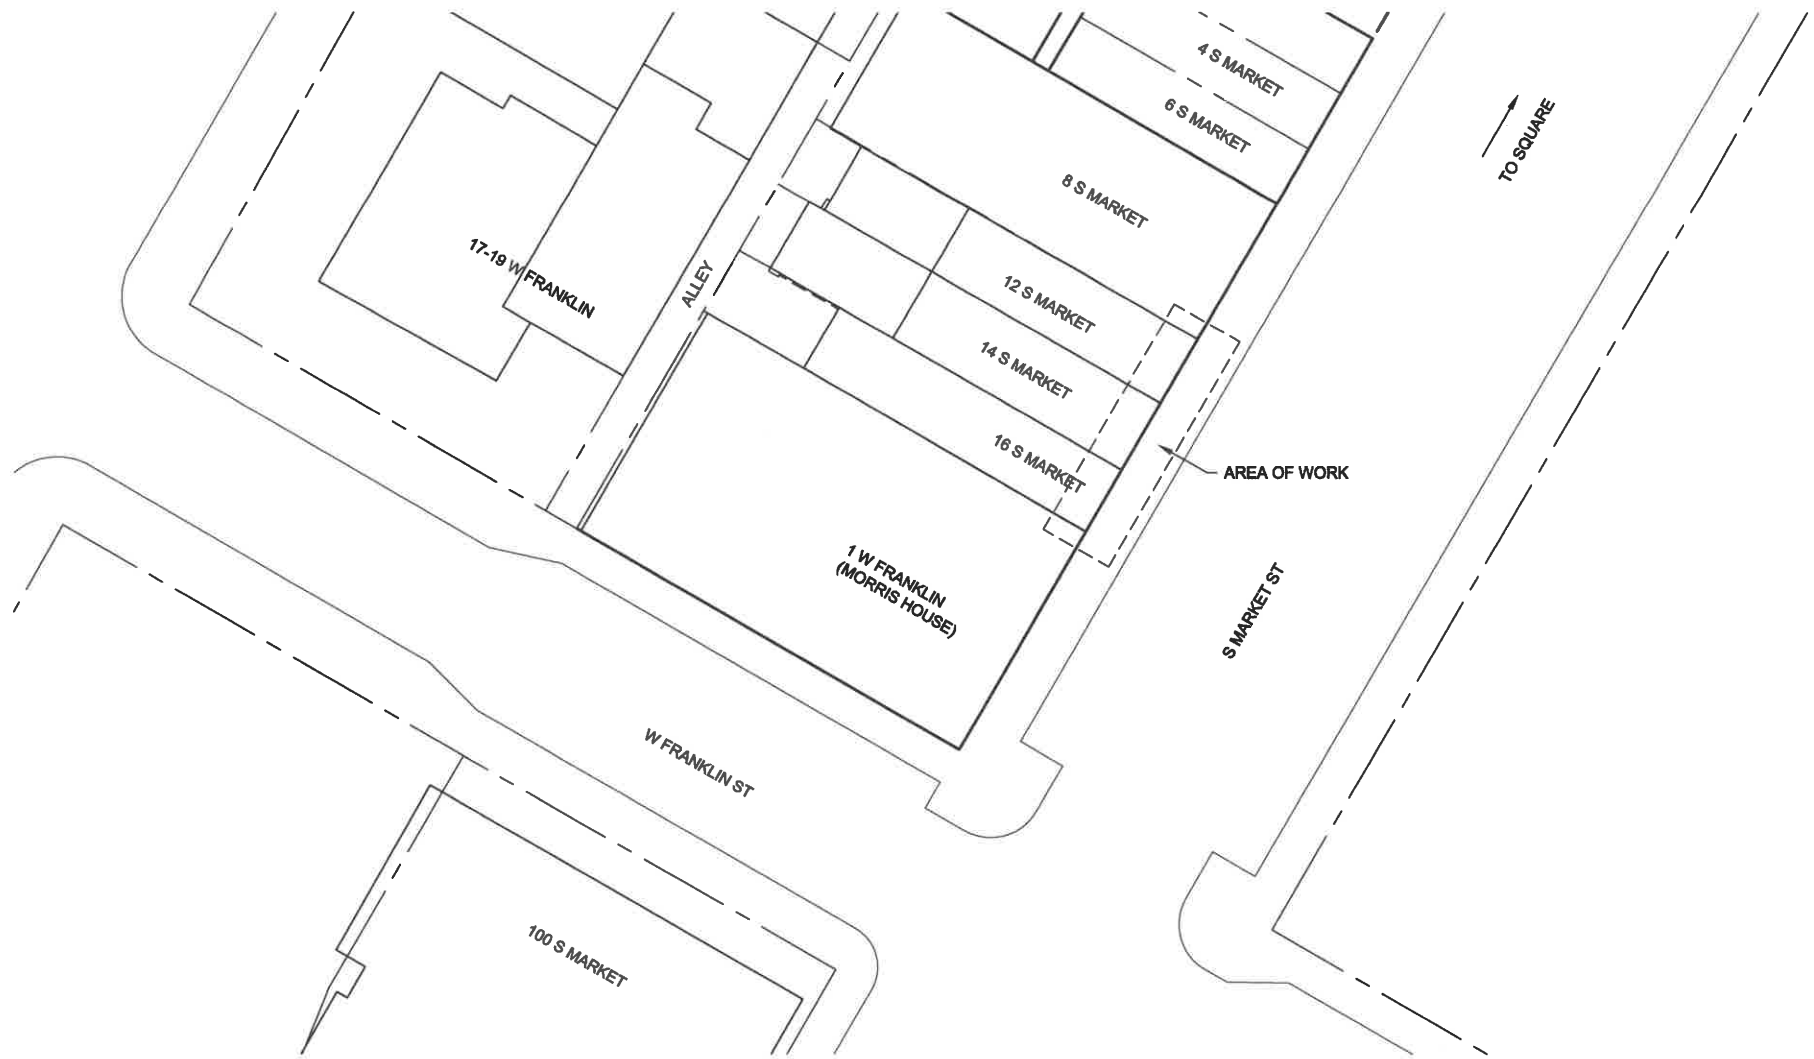 4 S MARKET
6 S MARKET
TO SQUARE
8 S MARKET
17-19 W FRANKLIN
ALLEY
12 S MARKET
14 S MARKET
16 S MARKET
AREA OF WORK
1 W FRANKLIN
(MORRIS HOUSE)
S MARKET ST
W FRANKLIN ST
100 S MARKET